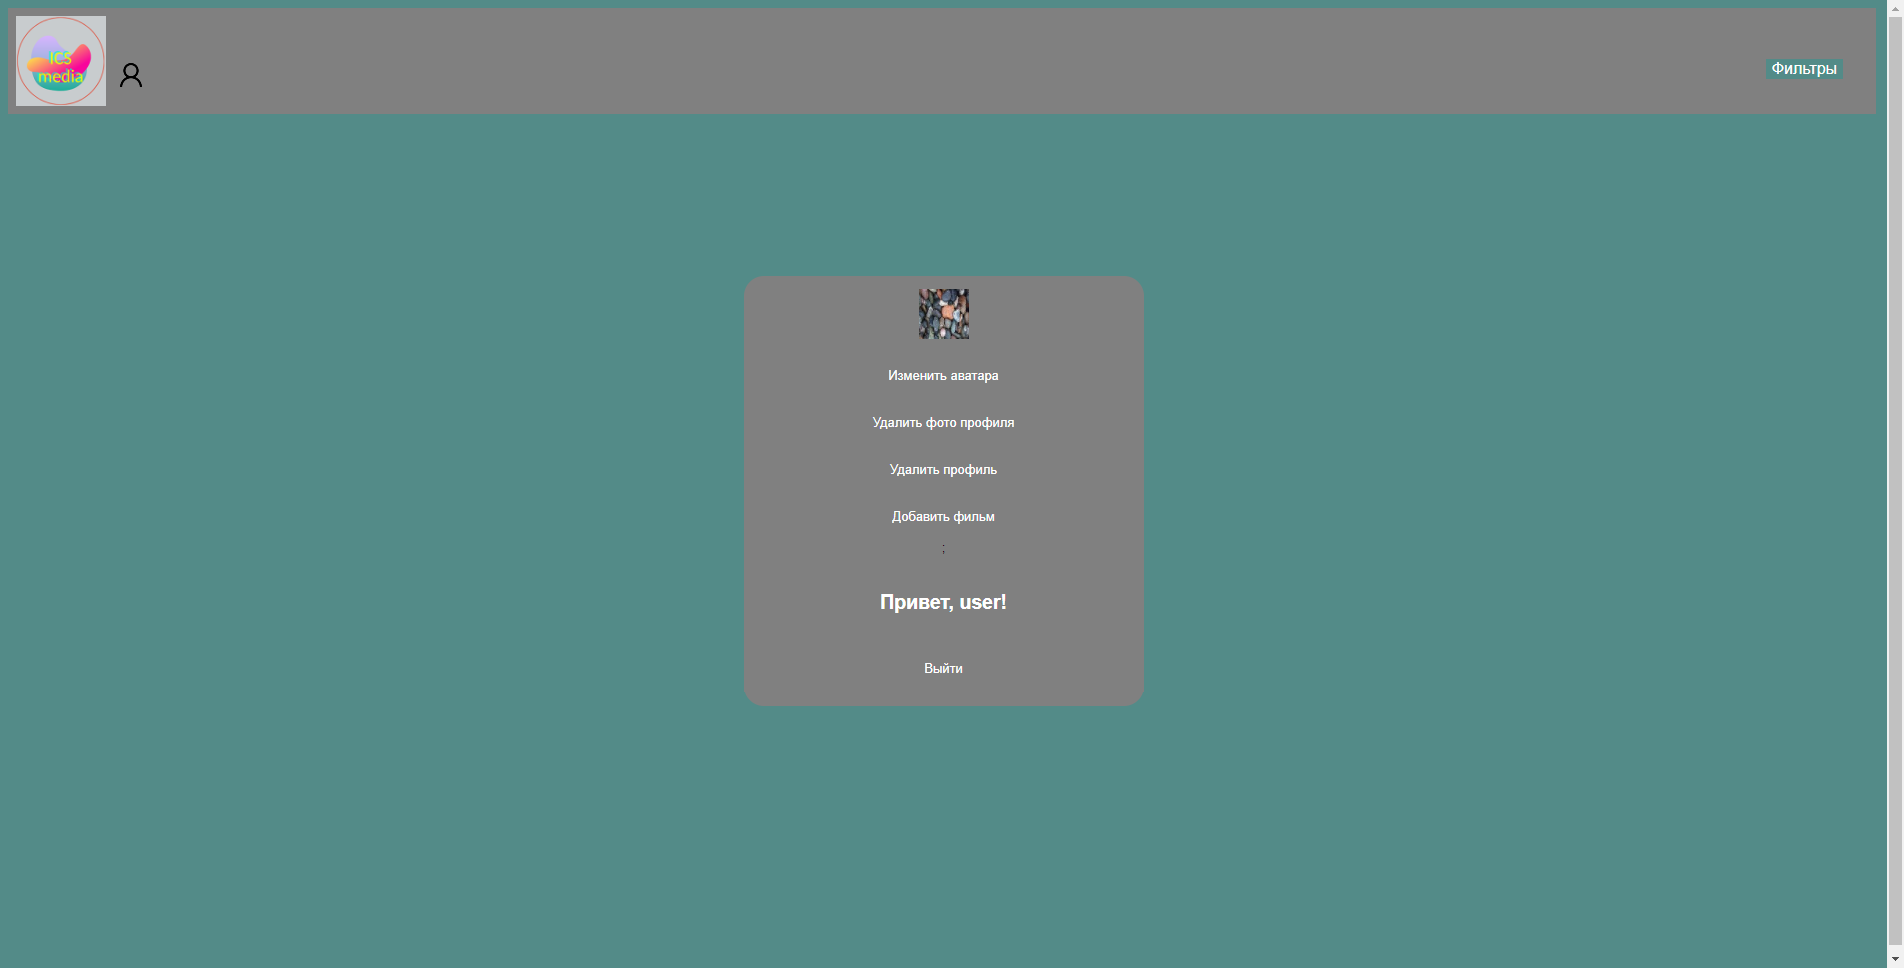 ICS
media
Фильтры
Изменить аватара
Удалить фото профиля
Удалить профиль
Добавить фильм
;
Привет, user!
Выйти